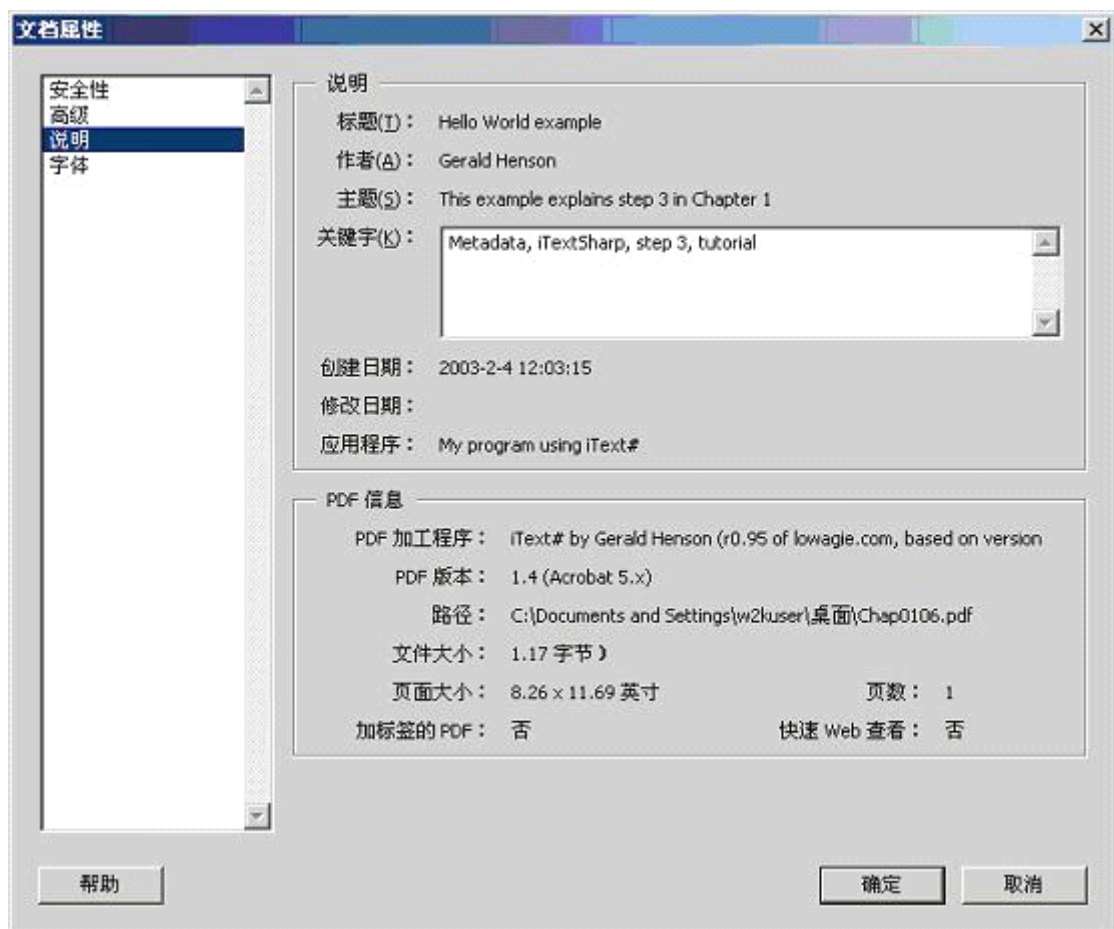 文档属性
安全性
高级
说明
字体
说明
标题(T)： Hello World example
作者(A)： Gerald Henson
主题(S)： This example explains step 3 in Chapter 1
关键字(K)： Metadata, iTextSharp, step 3, tutorial
创建日期： 2003-2-4 12:03:15
修改日期：
应用程序： My program using iText#
PDF 信息
PDF 加工程序： iText# by Gerald Henson (r0.95 of lowagie.com, based on version
PDF 版本： 1.4 (Acrobat 5.x)
路径： C:\Documents and Settings\w2kuser\桌面\Chap0106.pdf
文件大小： 1.17 字节 )
页面大小： 8.26 x 11.69 英寸 页数： 1
加标签的 PDF： 否 快速 Web 查看： 否
帮助 确定 取消